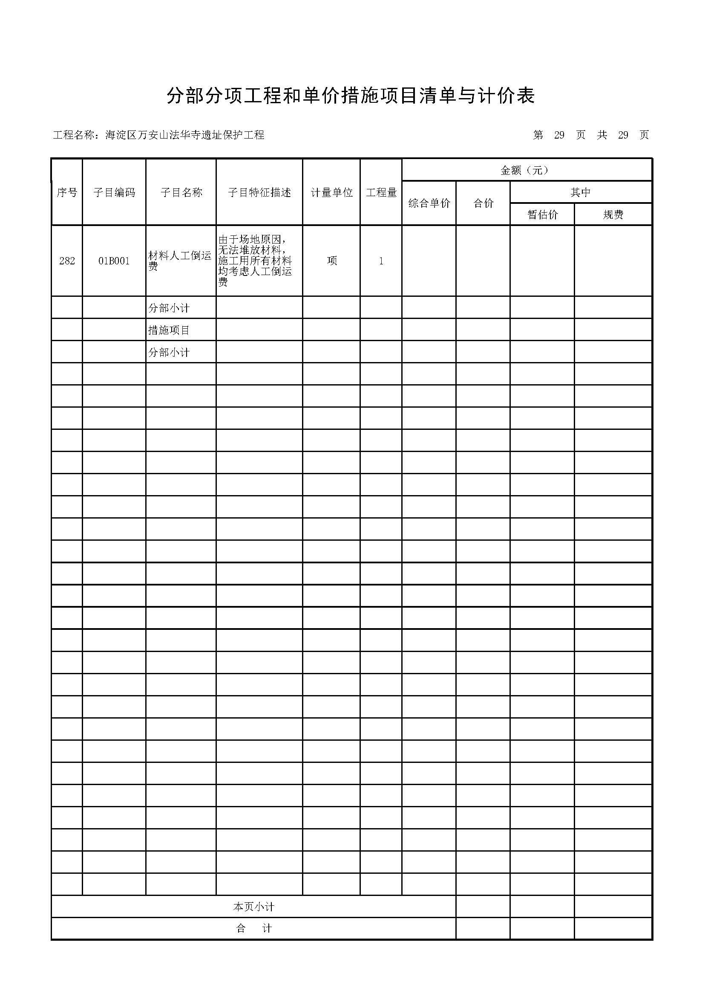 分部分项工程和单价措施项目清单与计价表
工程名称：海淀区万安山法华寺遗址保护工程
第 29 页 共 29 页
序号 子目编码 子目名称 子目特征描述 计量单位 工程量 金额（元）
综合单价 合价 其中
暂估价 规费
282 01B001 材料人工倒运
费
由于场地原因，
无法堆放材料，
施工用所有材料
均考虑人工倒运
费
项 1
分部小计
措施项目
分部小计
本页小计
合 计